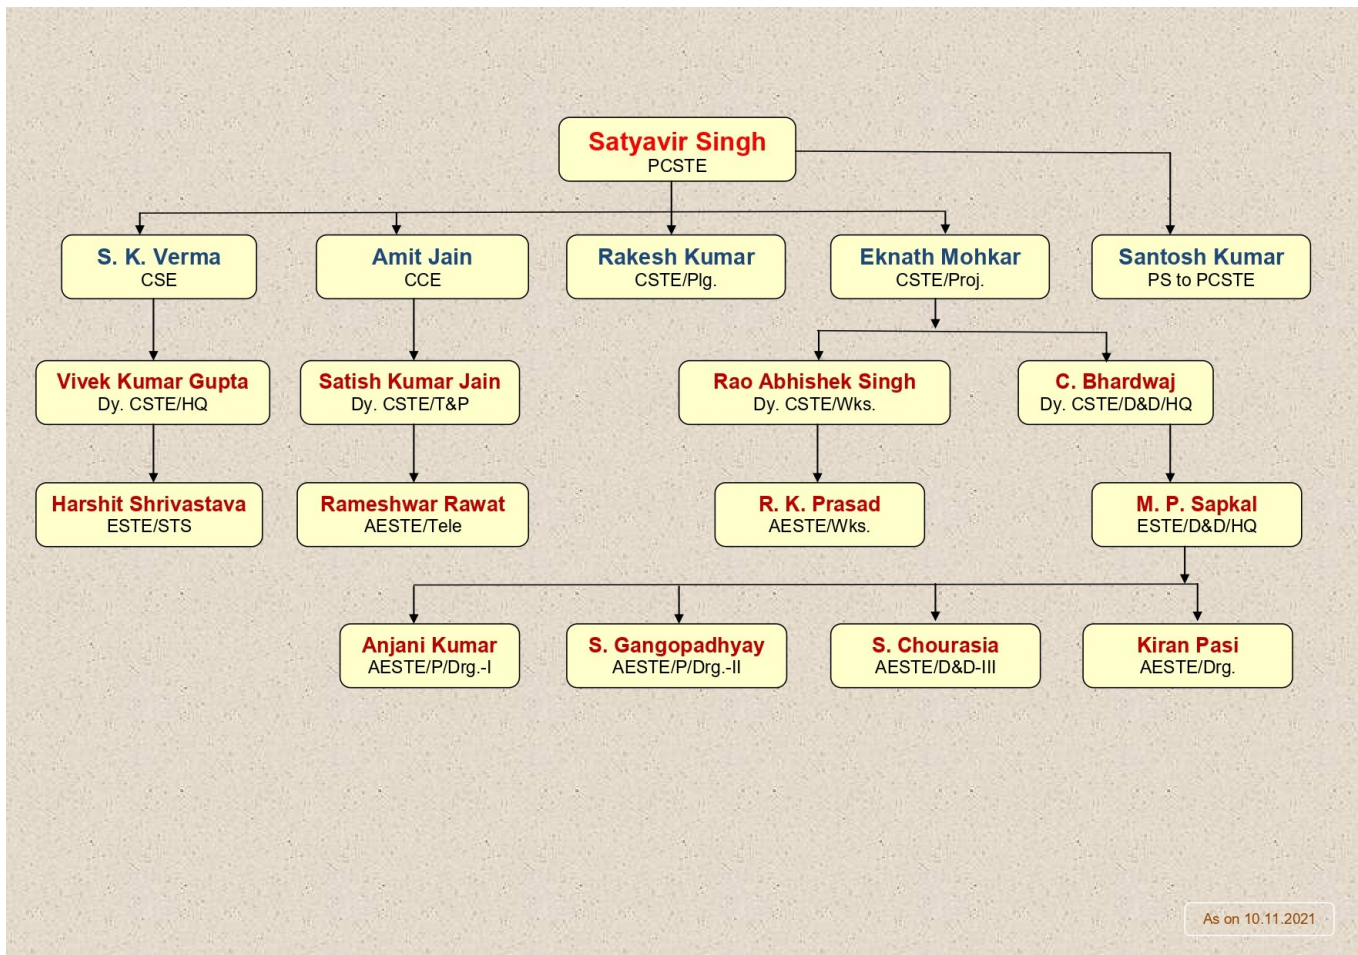 Satyavir Singh
PCSTE
S. K. Verma
CSE
Amit Jain
CCE
Rakesh Kumar
CSTE/Plg.
Eknath Mohkar
CSTE/Proj.
Santosh Kumar
PS to PCSTE
Vivek Kumar Gupta
Dy. CSTE/HQ
Satish Kumar Jain
Dy. CSTE/T&P
Rao Abhishek Singh
Dy. CSTE/Wks.
C. Bhardwaj
Dy. CSTE/D&D/HQ
Harshit Shrivastava
ESTE/STS
Rameshwar Rawat
AESTE/Tele
R. K. Prasad
AESTE/Wks.
M. P. Sapkal
ESTE/D&D/HQ
Anjani Kumar
AESTE/P/Drg.-I
S. Gangopadhyay
AESTE/P/Drg.-II
S. Chourasia
AESTE/D&D-III
Kiran Pasi
AESTE/Drg.
As on 10.11.2021